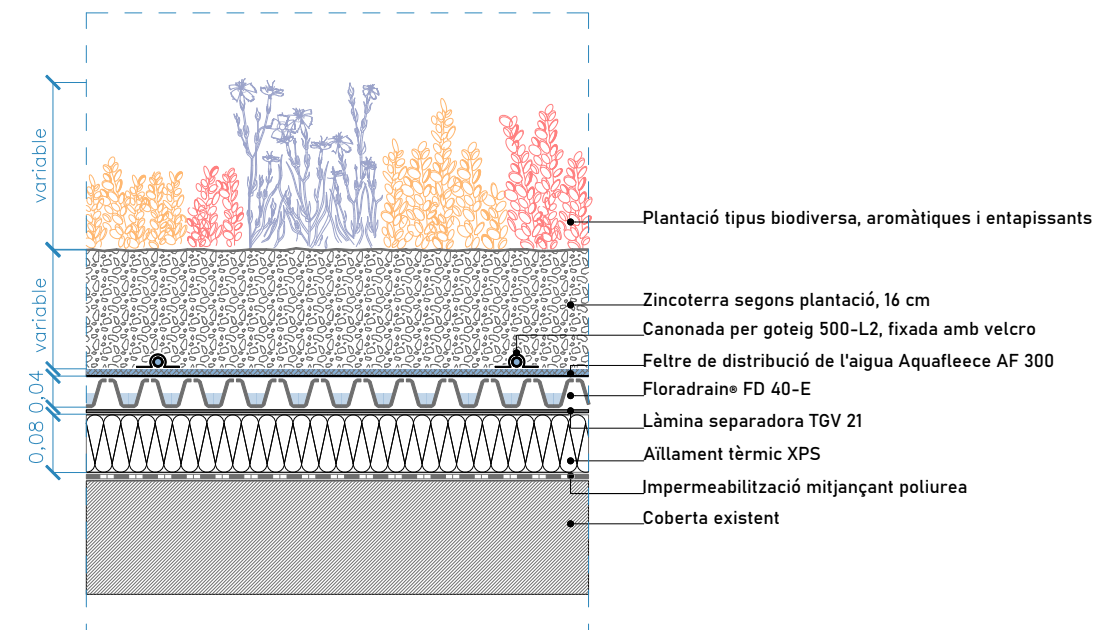 variable
variable
0,04
0,08
Plantació tipus biodiversa, aromàtiques i entapissants
Zincoterra segons plantació, 16 cm
Canonada per goteig 500-L2, fixada amb velcro
Feltre de distribució de l'aigua Aquafleece AF 300
Floradrain® FD 40-E
Làmina separadora TGV 21
Aïllament tèrmic XPS
Impermeabilització mitjançant poliurea
Coberta existent